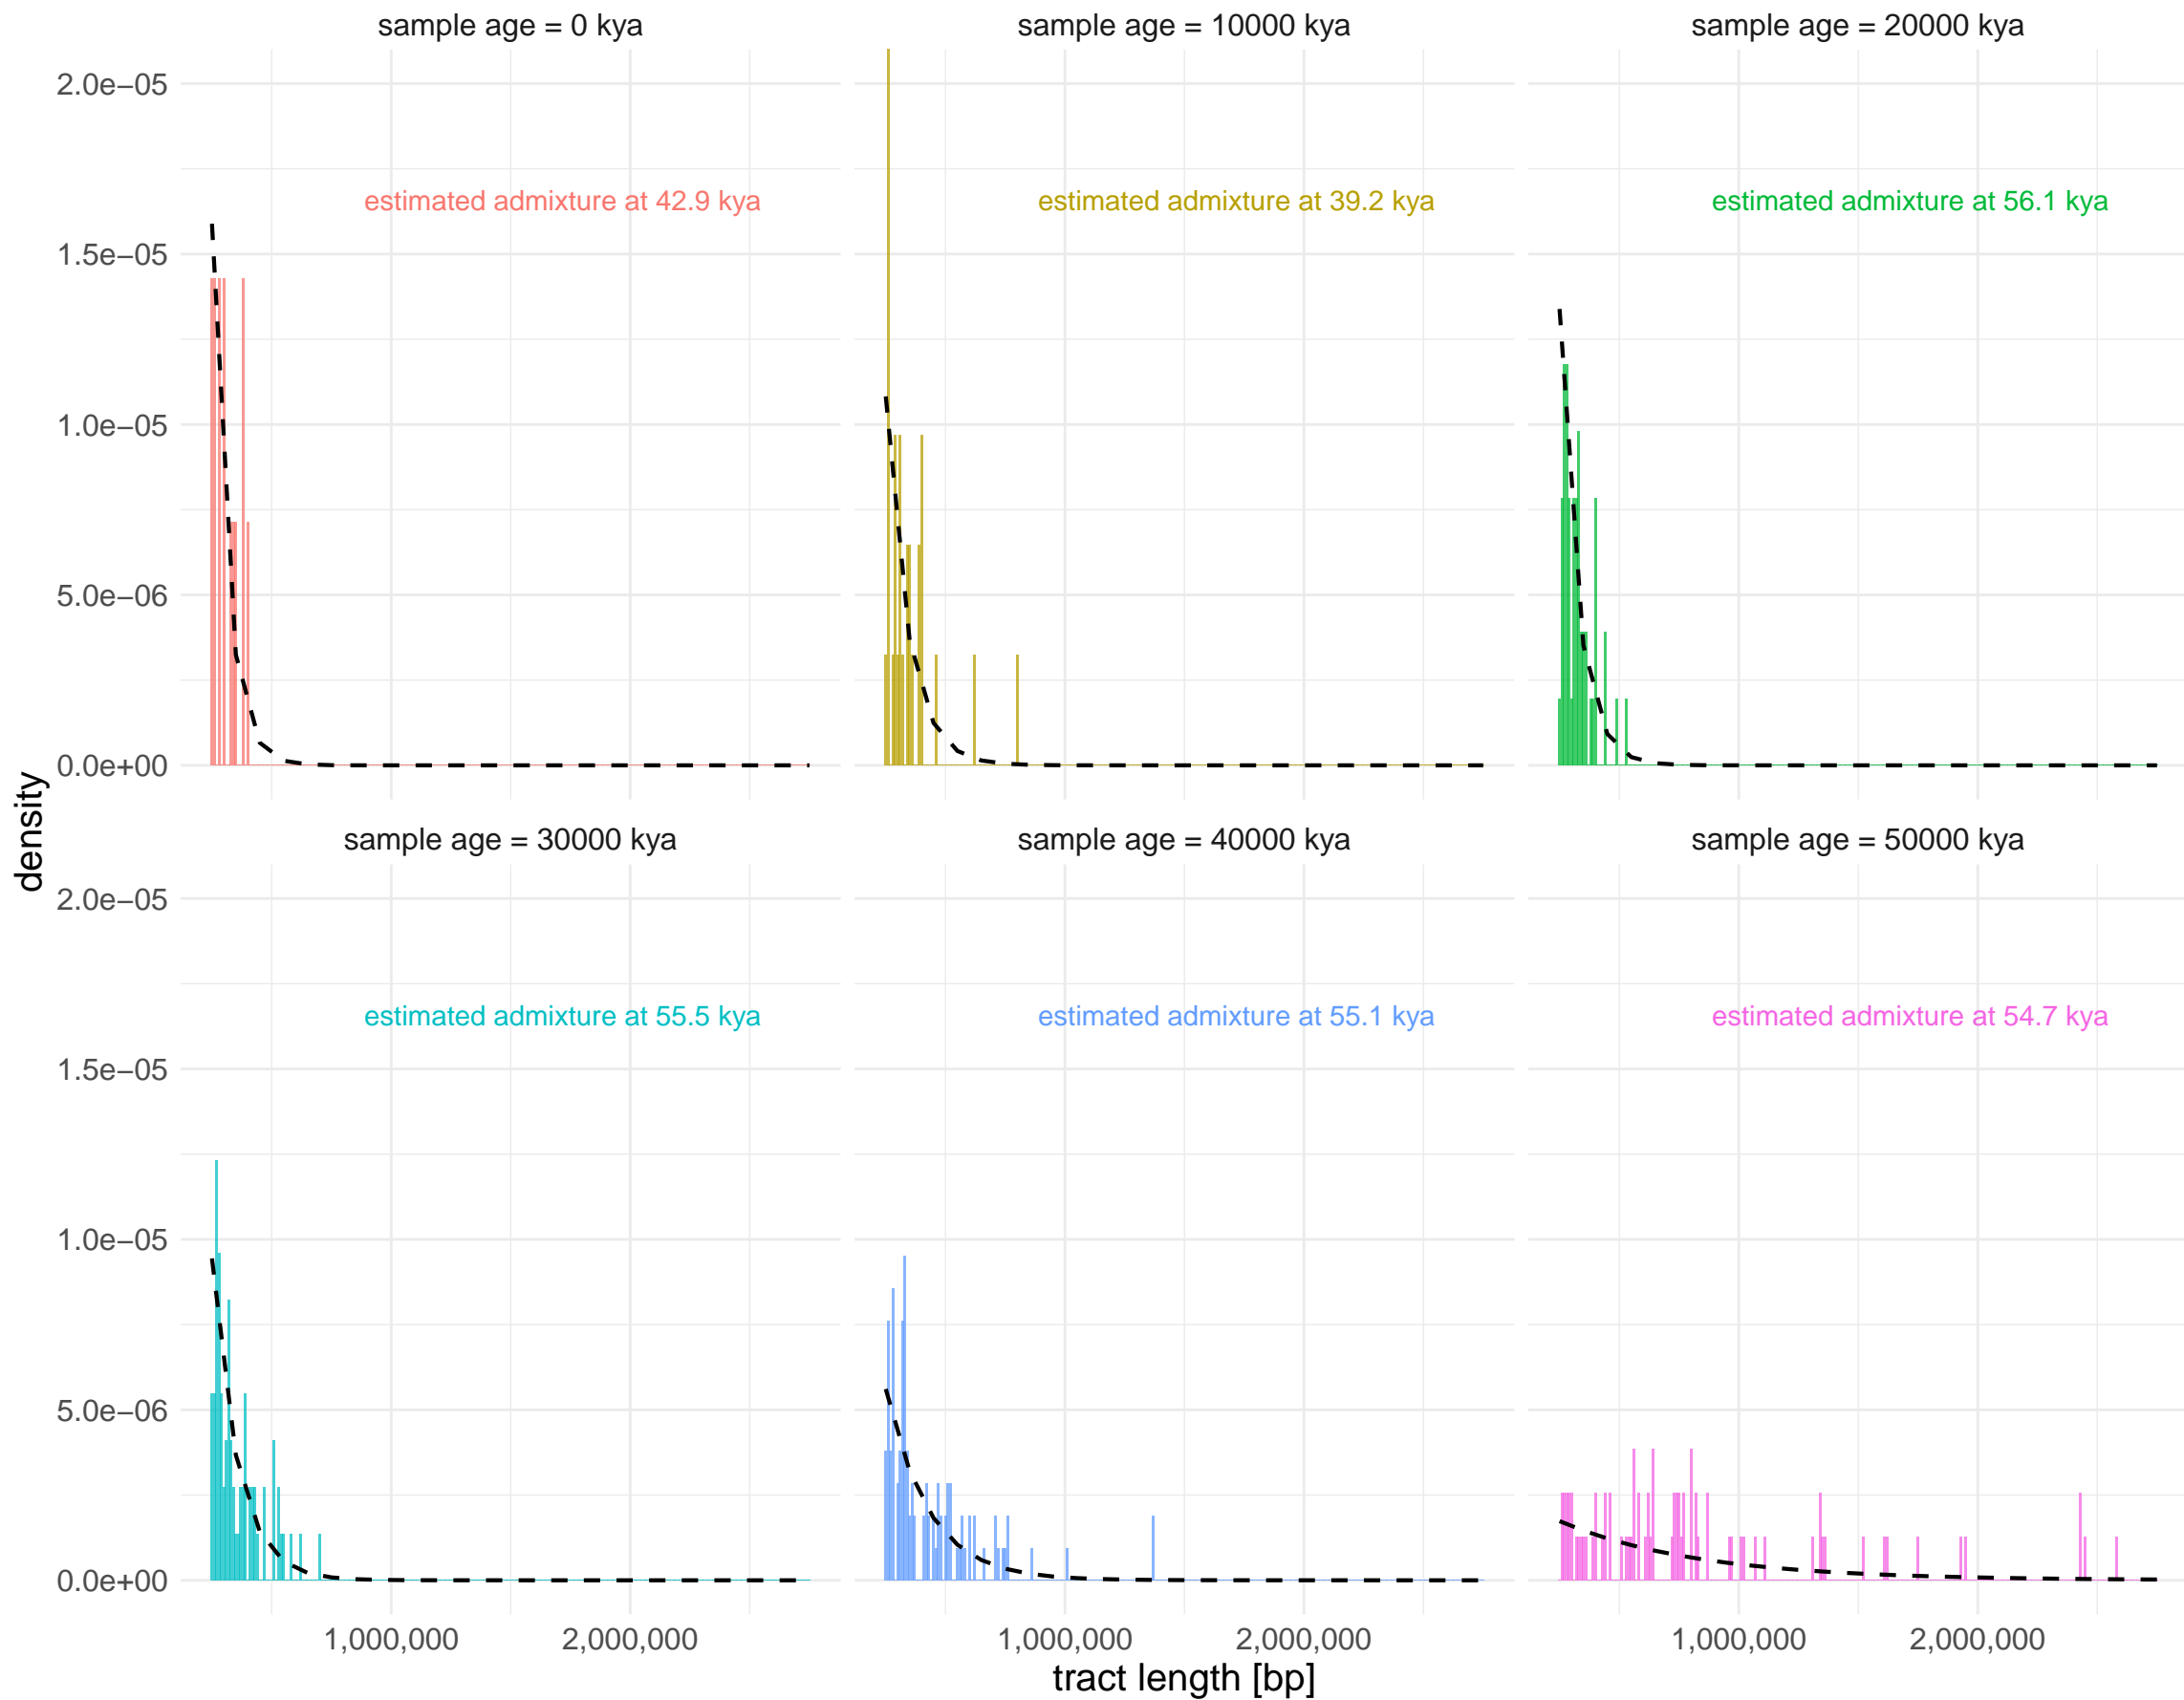 sample age = 0 kya
sample age = 10000 kya
sample age = 20000 kya
2.0e−05
1.5e−05
1.0e−05
5.0e−06
0.0e+00
estimated admixture at 42.9 kya
estimated admixture at 39.2 kya
estimated admixture at 56.1 kya
density
sample age = 30000 kya
sample age = 40000 kya
sample age = 50000 kya
2.0e−05
1.5e−05
1.0e−05
5.0e−06
0.0e+00
estimated admixture at 55.5 kya
estimated admixture at 55.1 kya
estimated admixture at 54.7 kya
1,000,000
2,000,000
1,000,000
2,000,000
1,000,000
2,000,000
tract length [bp]